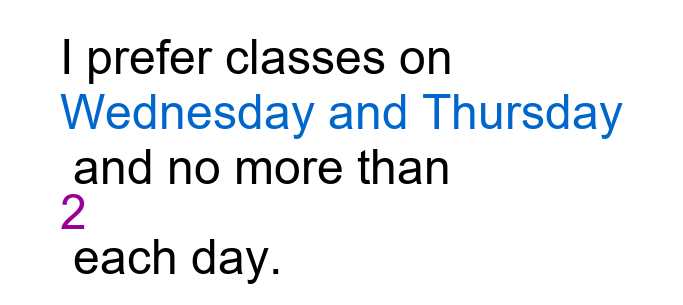 I prefer classes on
Wednesday and Thursday
and no more than
2
each day.